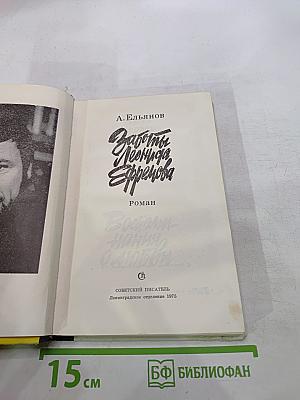 А. Ельянов
Заботы
Леонида
Ефремова
роман
СОВЕТСКИЙ ПИСАТЕЛЬ
Ленинградское отделение 1975
15 см
БФ БИБЛИОФАН